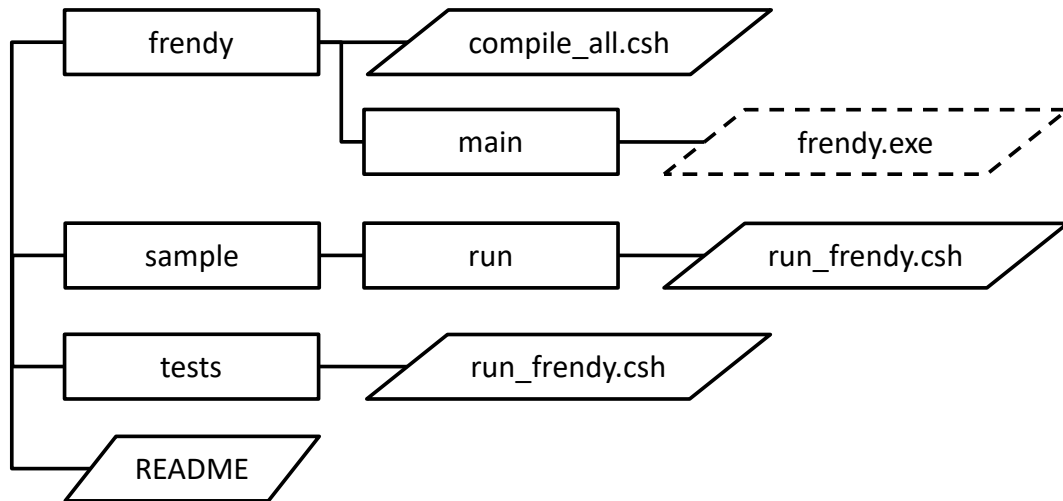 frendy
compile_all.csh
main
frendy.exe
sample
run
run_frendy.csh
tests
run_frendy.csh
README